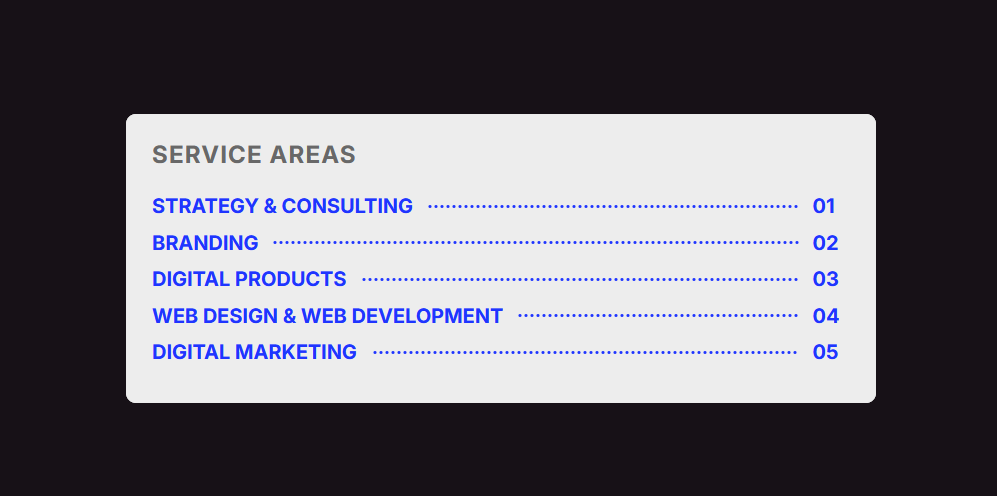 SERVICE AREAS
STRATEGY & CONSULTING 01
BRANDING 02
DIGITAL PRODUCTS 03
WEB DESIGN & WEB DEVELOPMENT 04
DIGITAL MARKETING 05